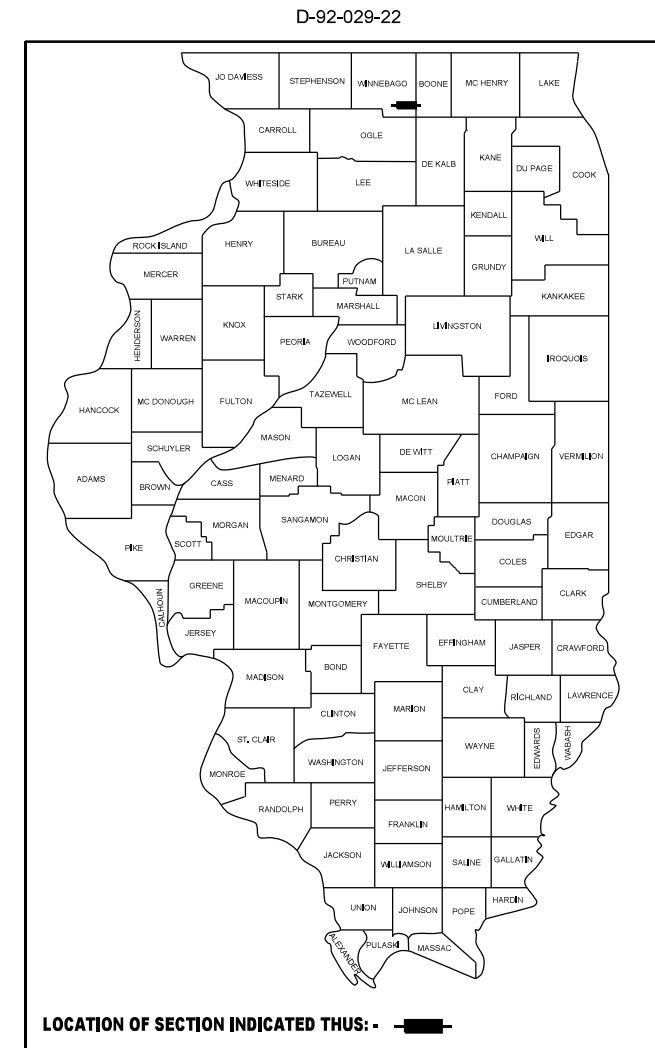 D-92-029-22
JO DAVIESS
STEPHENSON
WINNEBAGO
BOONE
MC HENRY
LAKE
CARROLL
OGLE
DE KALB
KANE
DU PAGE
COOK
WHITESIDE
LEE
KENDALL
WILL
ROCK ISLAND
HENRY
BUREAU
LA SALLE
GRUNDY
MERCER
PUTNAM
KANKAKEE
STARK
MARSHALL
HENDERSON
WARREN
KNOX
PEORIA
WOODFORD
LIVINGSTON
IROQUOIS
HANCOCK
MC DONOUGH
FULTON
TAZEWELL
MC LEAN
FORD
MASON
SCHUYLER
LOGAN
DE WITT
CHAMPAIGN
VERMILION
ADAMS
BROWN
CASS
MENARD
PIATT
MACON
MORGAN
SANGAMON
DOUGLAS
EDGAR
PIKE
SCOTT
CHRISTIAN
MOULTRIE
COLES
SHELBY
GREENE
CALHOUN
MACOUPIN
MONTGOMERY
CUMBERLAND
CLARK
JERSEY
FAYETTE
EFFINGHAM
JASPER
CRAWFORD
MADISON
BOND
CLAY
RICHLAND
LAWRENCE
CLINTON
MARION
ST. CLAIR
WAYNE
EDWARDS
WABASH
WASHINGTON
JEFFERSON
MONROE
RANDOLPH
PERRY
HAMILTON
WHITE
FRANKLIN
JACKSON
WILLIAMSON
SALINE
GALLATIN
UNION
JOHNSON
POPE
HARDIN
ALEXANDER
PULASKI
MASSAC
LOCATION OF SECTION INDICATED THUS: -